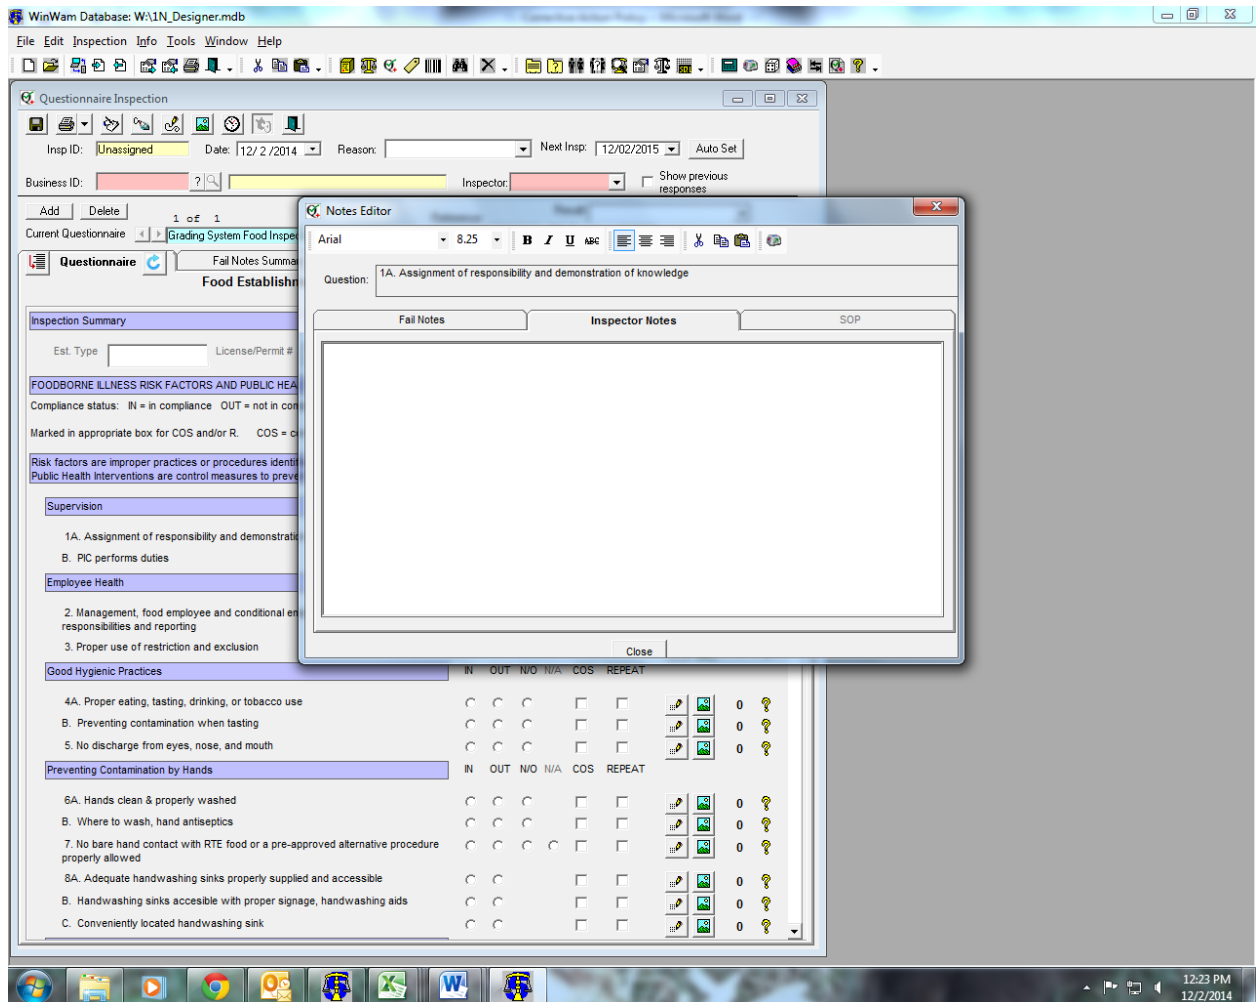 WinWam Database: W:\1N_Designer.mdb
File Edit Inspection Info Tools Window Help
Questionnaire Inspection
Insp ID: Unassigned Date: 12/ 2 /2014 Reason: Next Insp: 12/02/2015 Auto Set
Business ID: ? Inspector: Show previous
responses
Add Delete 1 of 1
Current Questionnaire Grading System Food Inspe
Questionnaire Fail Notes Summa
Food Establishm
Inspection Summary
Est. Type License/Permit #
FOODBORNE ILLNESS RISK FACTORS AND PUBLIC HEA
Compliance status: IN = in compliance OUT = not in con
Marked in appropriate box for COS and/or R. COS = c
Risk factors are improper practices or procedures identi
Public Health Interventions are control measures to preve
Supervision
1A. Assignment of responsibility and demonstratio
B. PIC performs duties
Employee Health
2. Management, food employee and conditional en
responsibilities and reporting
3. Proper use of restriction and exclusion
Notes Editor
Arial 8.25 B I U ABC
Question: 1A. Assignment of responsibility and demonstration of knowledge
Fail Notes Inspector Notes SOP
Close
Good Hygienic Practices IN OUT N/O N/A COS REPEAT
4A. Proper eating, tasting, drinking, or tobacco use 0 ?
B. Preventing contamination when tasting 0 ?
5. No discharge from eyes, nose, and mouth 0 ?
Preventing Contamination by Hands IN OUT N/O N/A COS REPEAT
6A. Hands clean & properly washed 0 ?
B. Where to wash, hand antiseptics 0 ?
7. No bare hand contact with RTE food or a pre-approved alternative procedure 0 ?
properly allowed
8A. Adequate handwashing sinks properly supplied and accessible 0 ?
B. Handwashing sinks accesible with proper signage, handwashing aids 0 ?
C. Conveniently located handwashing sink 0 ?
12:23 PM
12/2/2014